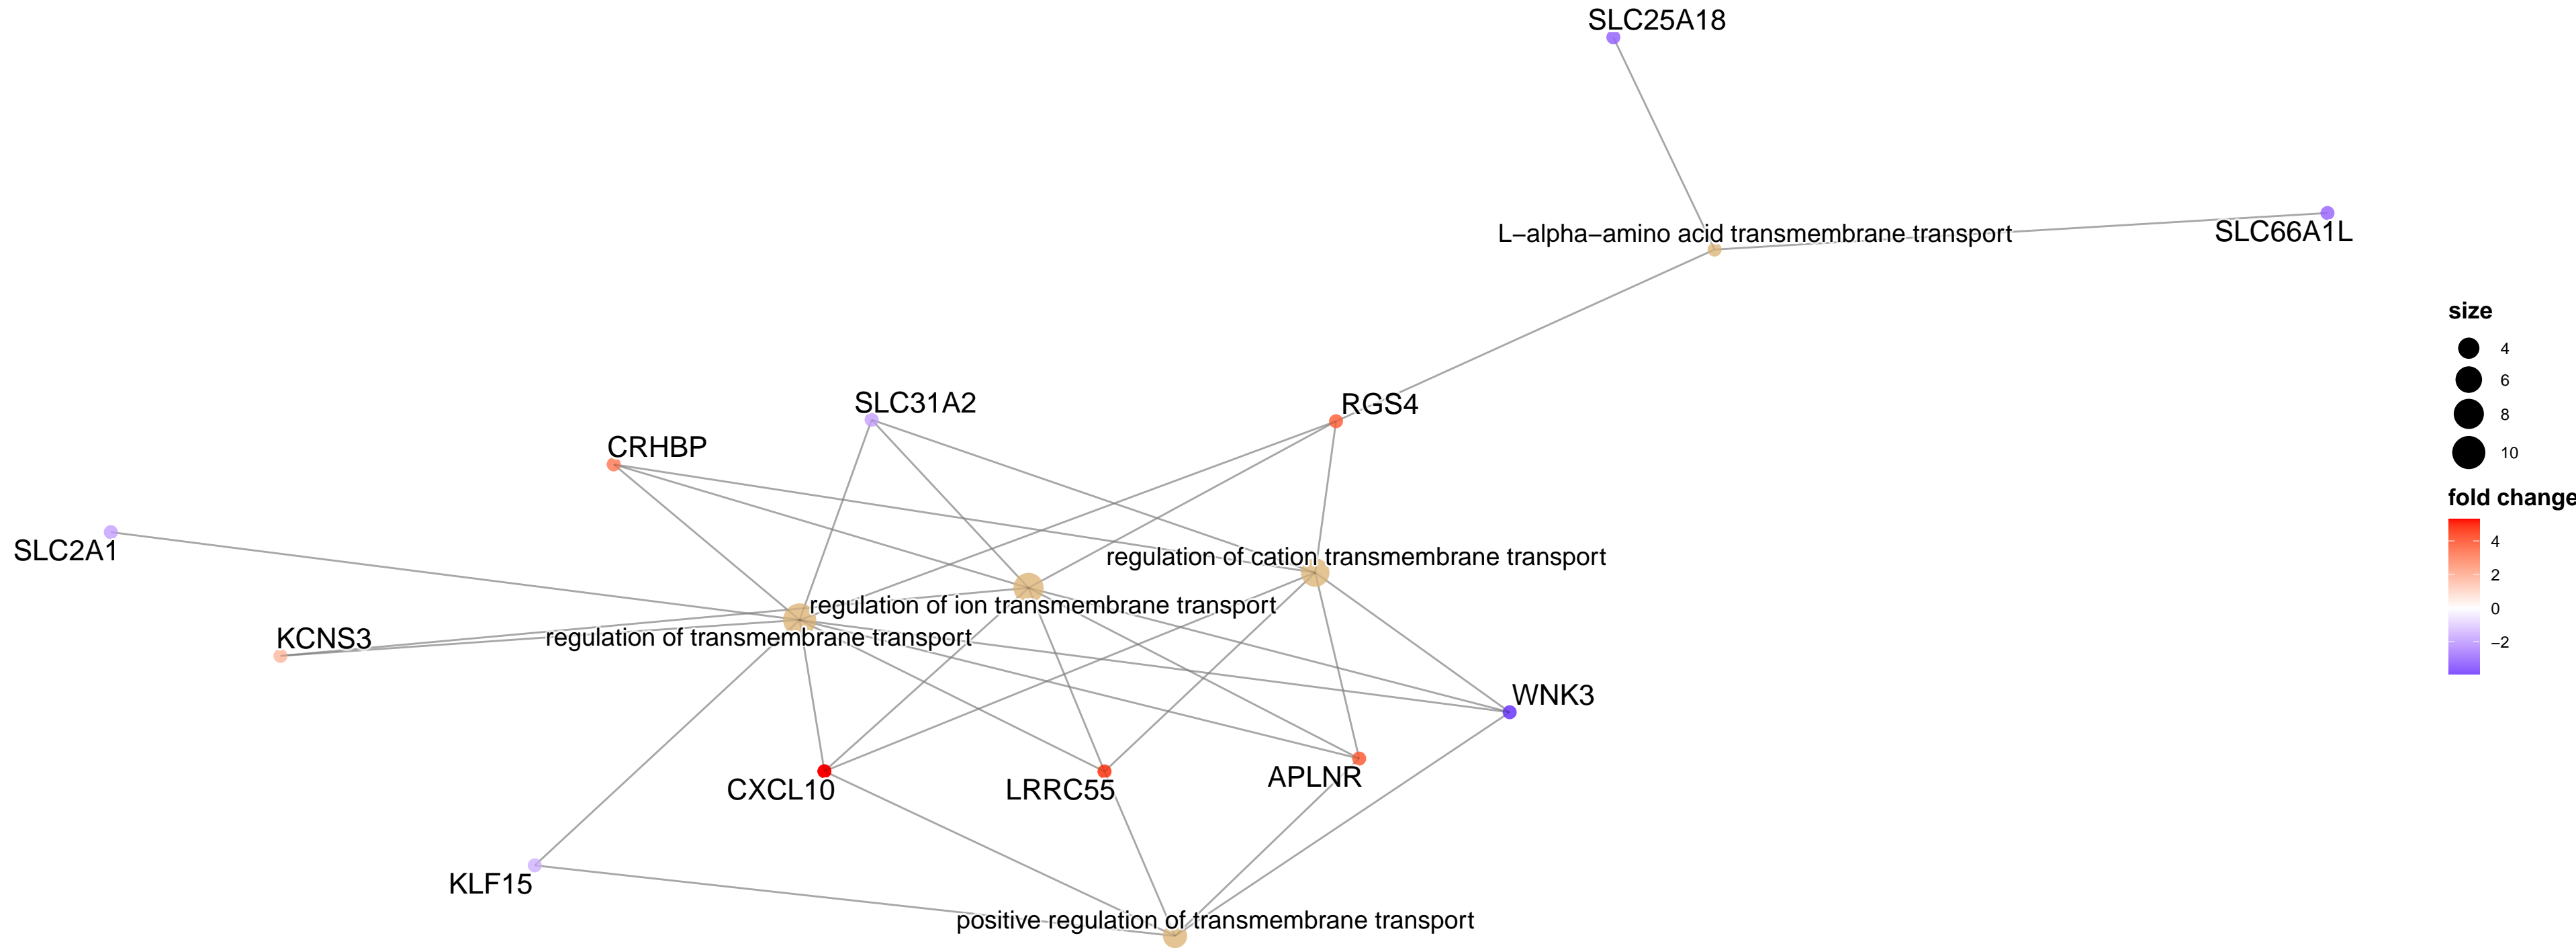 SLC25A18
L−alpha−amino acid transmembrane transport
SLC66A1L
size
4
6
8
10
SLC31A2
RGS4
CRHBP
fold change
4
2
0
−2
SLC2A1
regulation of cation transmembrane transport
regulation of ion transmembrane transport
KCNS3
regulation of transmembrane transport
WNK3
CXCL10
LRRC55
APLNR
KLF15
positive regulation of transmembrane transport